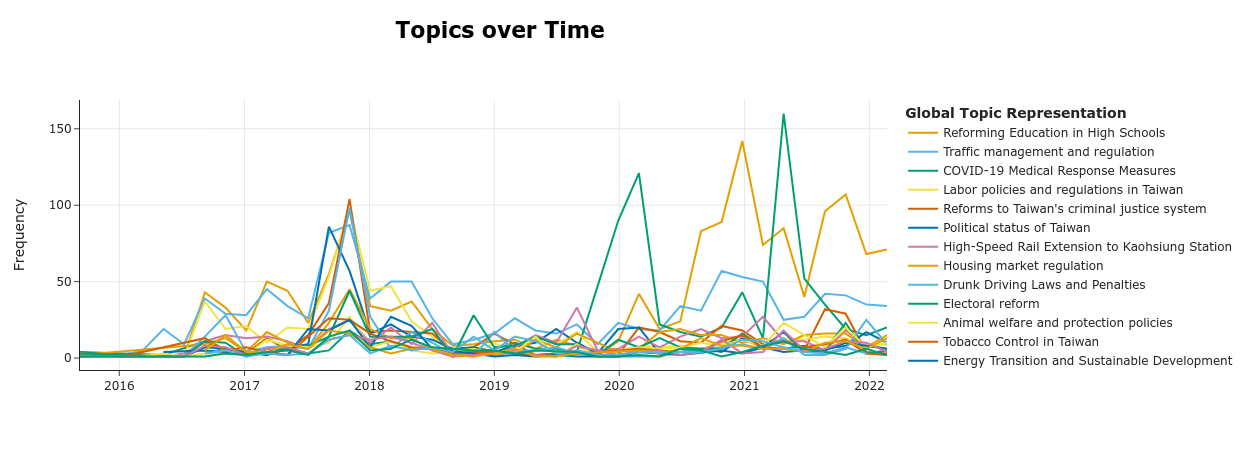 Topics over Time
Frequency
150
100
50
0
2016
2017
2018
2019
2020
2021
2022
Global Topic Representation
Reforming Education in High Schools
Traffic management and regulation
COVID-19 Medical Response Measures
Labor policies and regulations in Taiwan
Reforms to Taiwan's criminal justice system
Political status of Taiwan
High-Speed Rail Extension to Kaohsiung Station
Housing market regulation
Drunk Driving Laws and Penalties
Electoral reform
Animal welfare and protection policies
Tobacco Control in Taiwan
Energy Transition and Sustainable Development